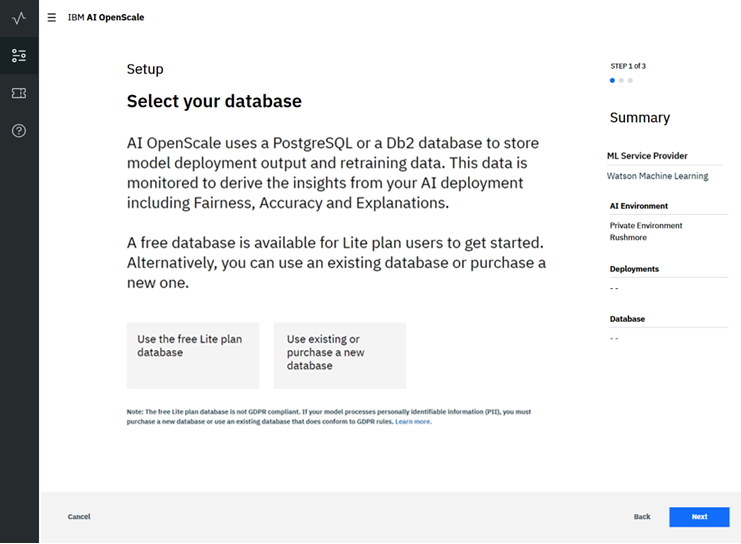 IBM AI OpenScale
Setup
Select your database
AI OpenScale uses a PostgreSQL or a Db2 database to store
model deployment output and retraining data. This data is
monitored to derive the insights from your AI deployment
including Fairness, Accuracy and Explanations.
A free database is available for Lite plan users to get started.
Alternatively, you can use an existing database or purchase a
new one.
Use the free Lite plan
database
Use existing or
purchase a new
database
Note: The free Lite plan database is not GDPR compliant. If your model processes personally identifiable information (PII), you must
purchase a new database or use an existing database that does conform to GDPR rules. Learn more.
STEP 1 of 3
Summary
ML Service Provider
Watson Machine Learning
AI Environment
Private Environment
Rushmore
Deployments
- -
Database
- -
Cancel
Back
Next